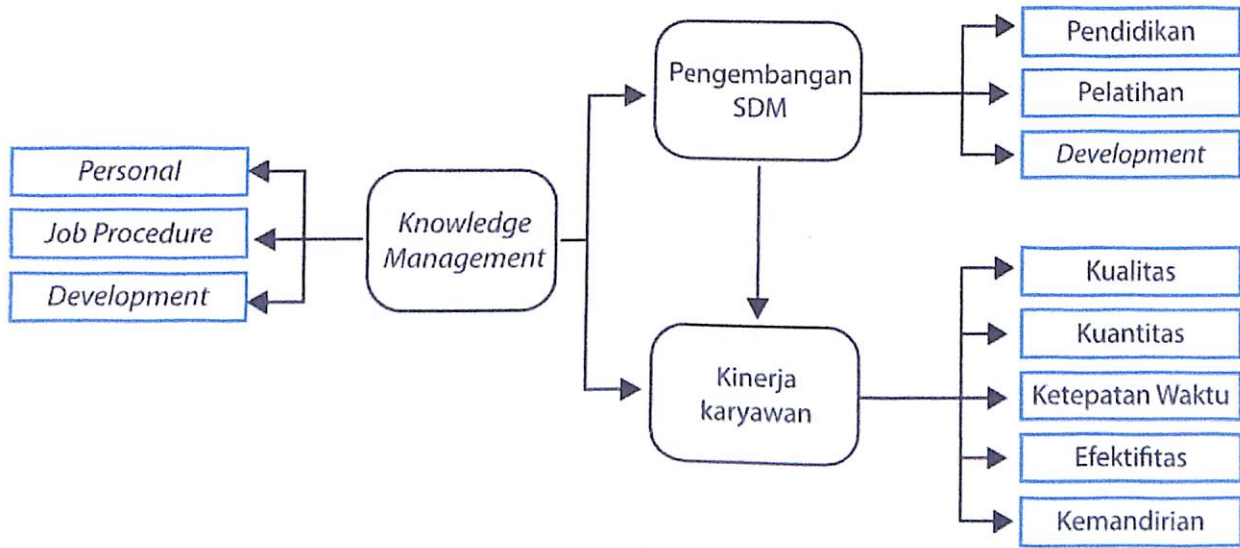 Personal
Job Procedure
Development
Knowledge
Management
Pengembangan
SDM
Kinerja
karyawan
Pendidikan
Pelatihan
Development
Kualitas
Kuantitas
Ketepatan Waktu
Efektifitas
Kemandirian